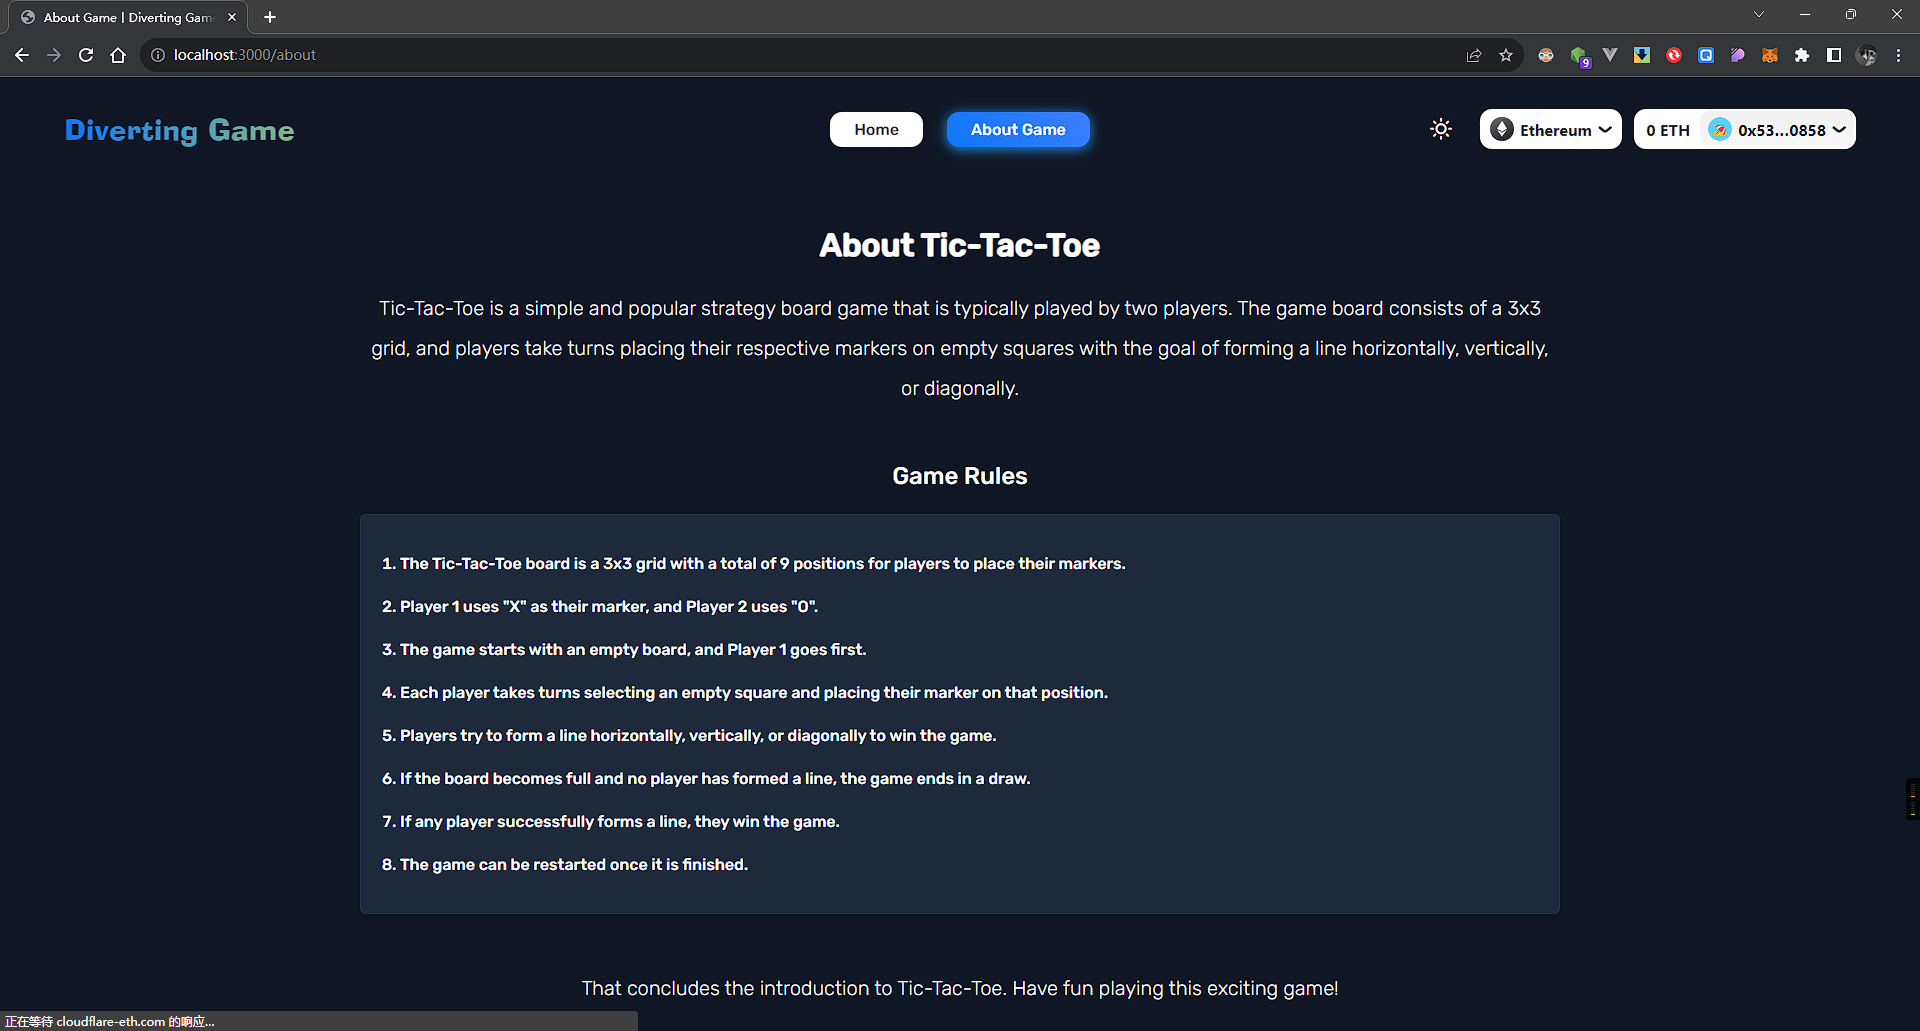 About Game | Diverting Gam
localhost:3000/about
9
Diverting Game
Home
About Game
Ethereum
0 ETH
0x53...0858
About Tic-Tac-Toe
Tic-Tac-Toe is a simple and popular strategy board game that is typically played by two players. The game board consists of a 3x3
grid, and players take turns placing their respective markers on empty squares with the goal of forming a line horizontally, vertically,
or diagonally.
Game Rules
1. The Tic-Tac-Toe board is a 3x3 grid with a total of 9 positions for players to place their markers.
2. Player 1 uses "X" as their marker, and Player 2 uses "O".
3. The game starts with an empty board, and Player 1 goes first.
4. Each player takes turns selecting an empty square and placing their marker on that position.
5. Players try to form a line horizontally, vertically, or diagonally to win the game.
6. If the board becomes full and no player has formed a line, the game ends in a draw.
7. If any player successfully forms a line, they win the game.
8. The game can be restarted once it is finished.
That concludes the introduction to Tic-Tac-Toe. Have fun playing this exciting game!
正在等待 cloudflare-eth.com 的响应...